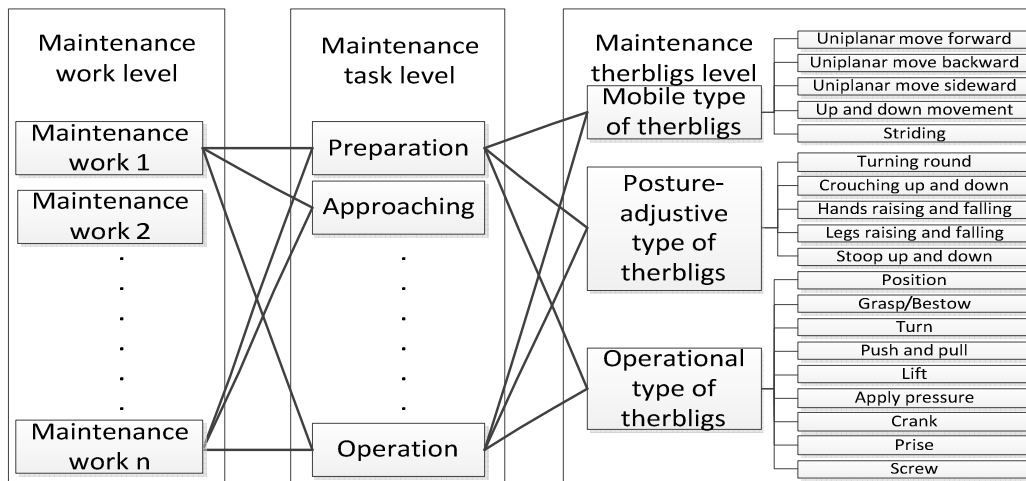 Maintenance
work level
Maintenance
work 1
Maintenance
work 2
Maintenance
work n
Maintenance
task level
Preparation
Approaching
Operation
Maintenance
therbligs level
Mobile type
of therbligs
Posture-
adjustive
type of
therbligs
Operational
type of
therbligs
Uniplanar move forward
Uniplanar move backward
Uniplanar move sideward
Up and down movement
Striding
Turning round
Crouching up and down
Hands raising and falling
Legs raising and falling
Stoop up and down
Position
Grasp/Bestow
Turn
Push and pull
Lift
Apply pressure
Crank
Prise
Screw